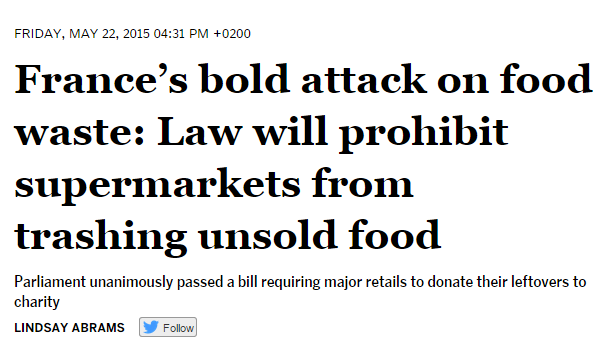 FRIDAY, MAY 22, 2015 04:31 PM +0200
France’s bold attack on food
waste: Law will prohibit
supermarkets from
trashing unsold food
Parliament unanimously passed a bill requiring major retails to donate their leftovers to
charity
LINDSAY ABRAMS Follow